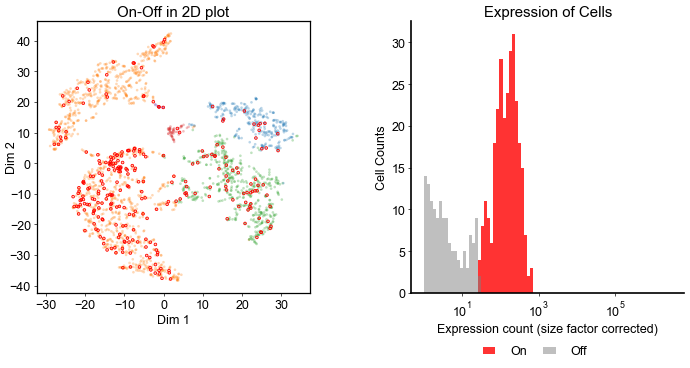 On-Off in 2D plot
40
30
20
10
0
−10
−20
−30
−40
Dim 2
−30 −20 −10 0 10 20 30
Dim 1
Expression of Cells
30
25
20
15
10
5
0
Cell Counts
10^1 10^3 10^5
Expression count (size factor corrected)
On Off